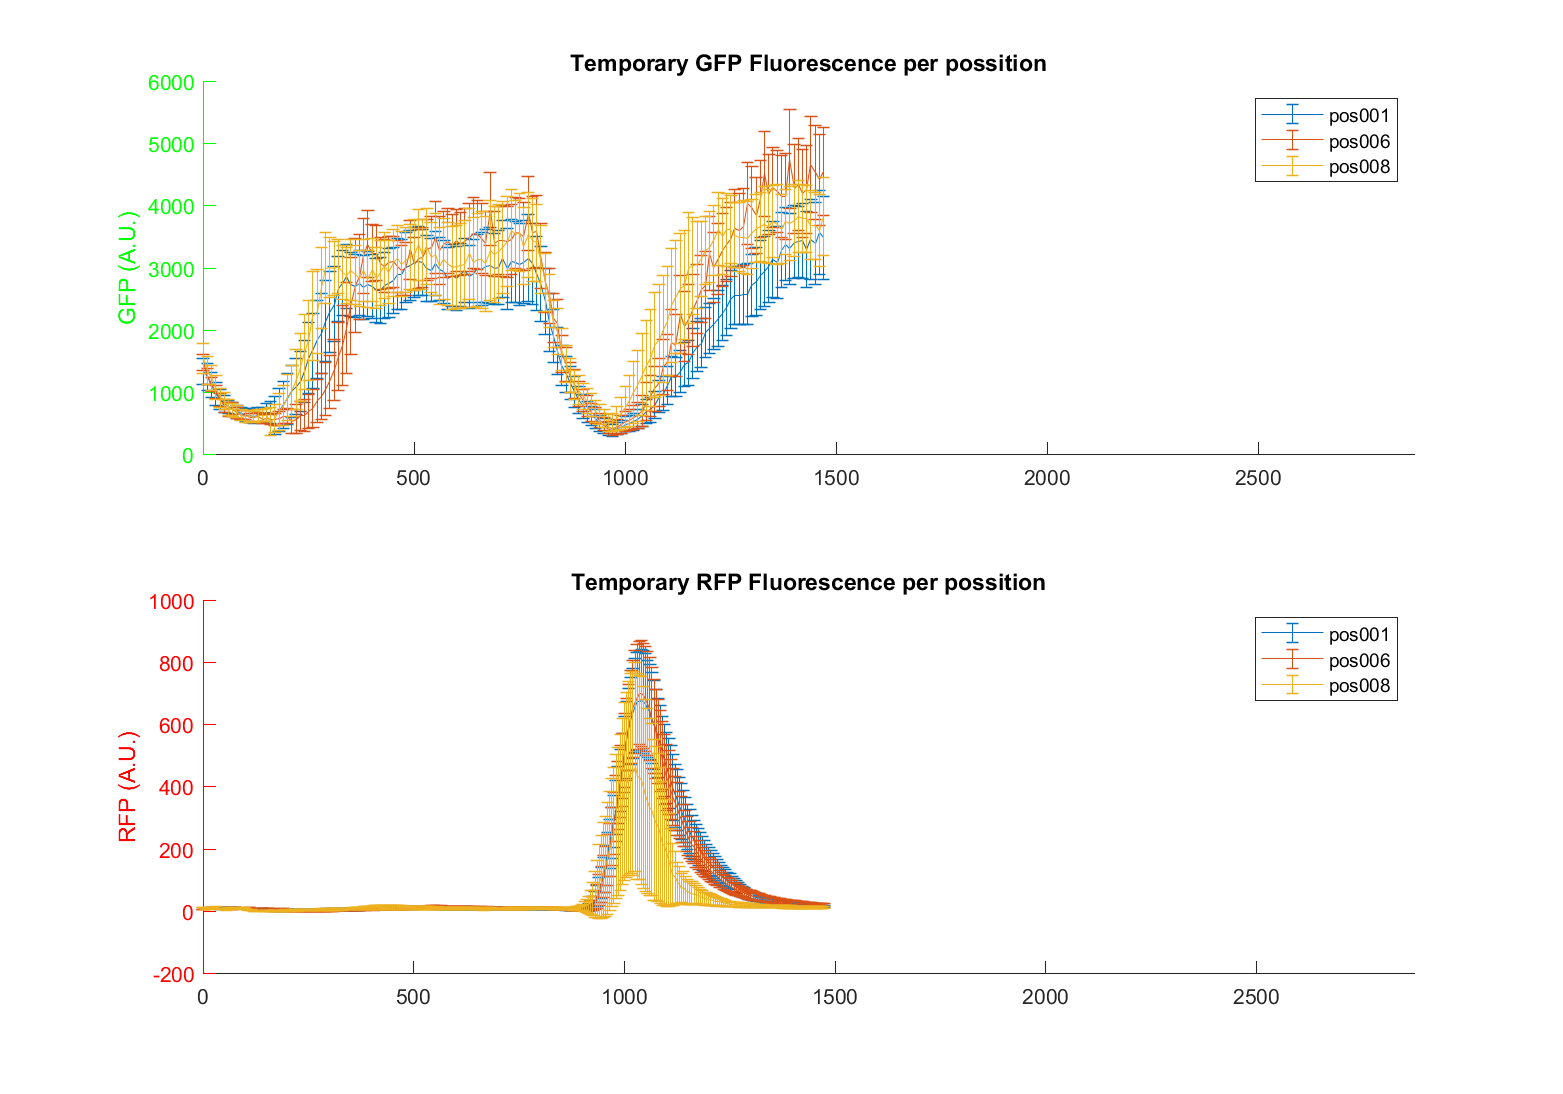 Temporary GFP Fluorescence per possition
6000
5000
4000
3000
2000
1000
0
GFP (A.U.)
0 500 1000 1500 2000 2500
pos001
pos006
pos008
Temporary RFP Fluorescence per possition
1000
800
600
400
200
0
-200
RFP (A.U.)
0 500 1000 1500 2000 2500
pos001
pos006
pos008